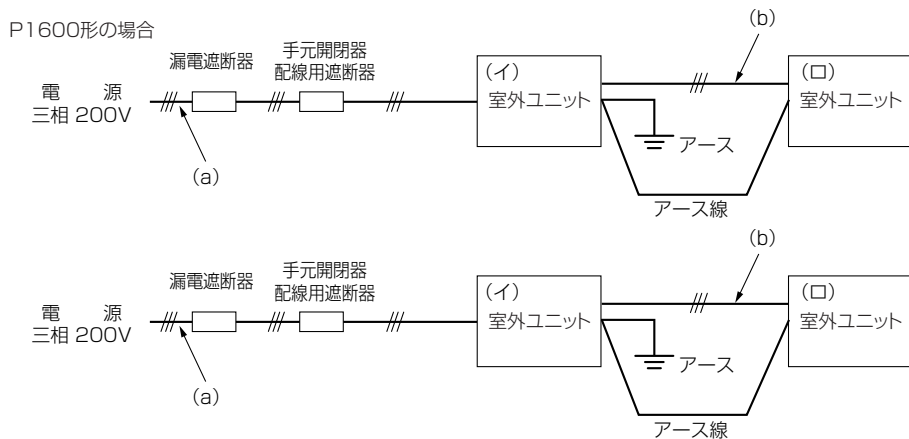 P1600形の場合
(b)
漏電遮断器
手元開閉器
配線用遮断器
(イ)
室外ユニット
(ロ)
室外ユニット
電　源
三相 200V
アース
(a)
アース線
(b)
漏電遮断器
手元開閉器
配線用遮断器
(イ)
室外ユニット
(ロ)
室外ユニット
電　源
三相 200V
アース
(a)
アース線